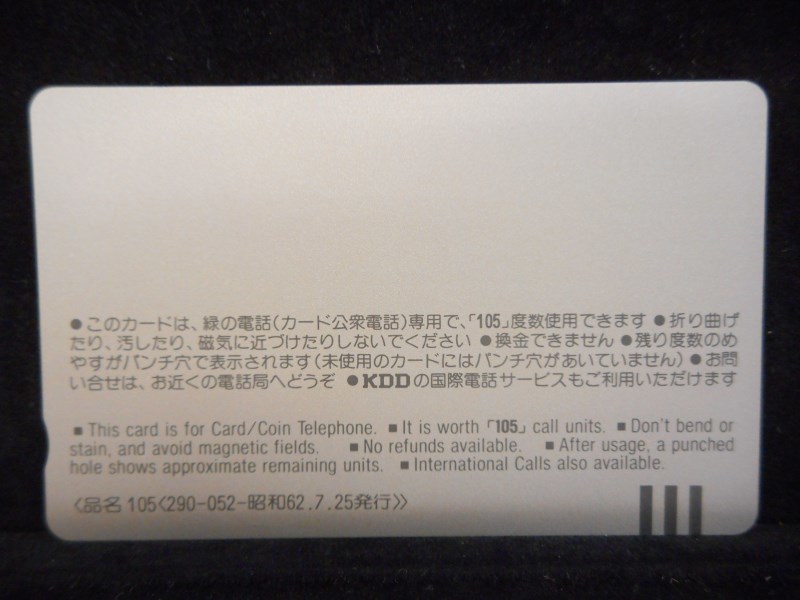 ●このカードは、緑の電話(カード公衆電話)専用で、「105」度数使用できます ●折り曲げ
たり、汚したり、磁気に近づけたりしないでください ●換金できません ●残り度数のめ
やすがパンチ穴で表示されます(未使用のカードにはパンチ穴があいていません) ●お問
い合せは、お近くの電話局へどうぞ ●KDDの国際電話サービスもご利用いただけます
■This card is for Card/Coin Telephone. ■It is worth「105」call units. ■Don't bend or
stain, and avoid magnetic fields. ■No refunds available. ■After usage, a punched
hole shows approximate remaining units. ■International Calls also available.
〈品名 105〈290-052-昭和62.7.25発行〉〉